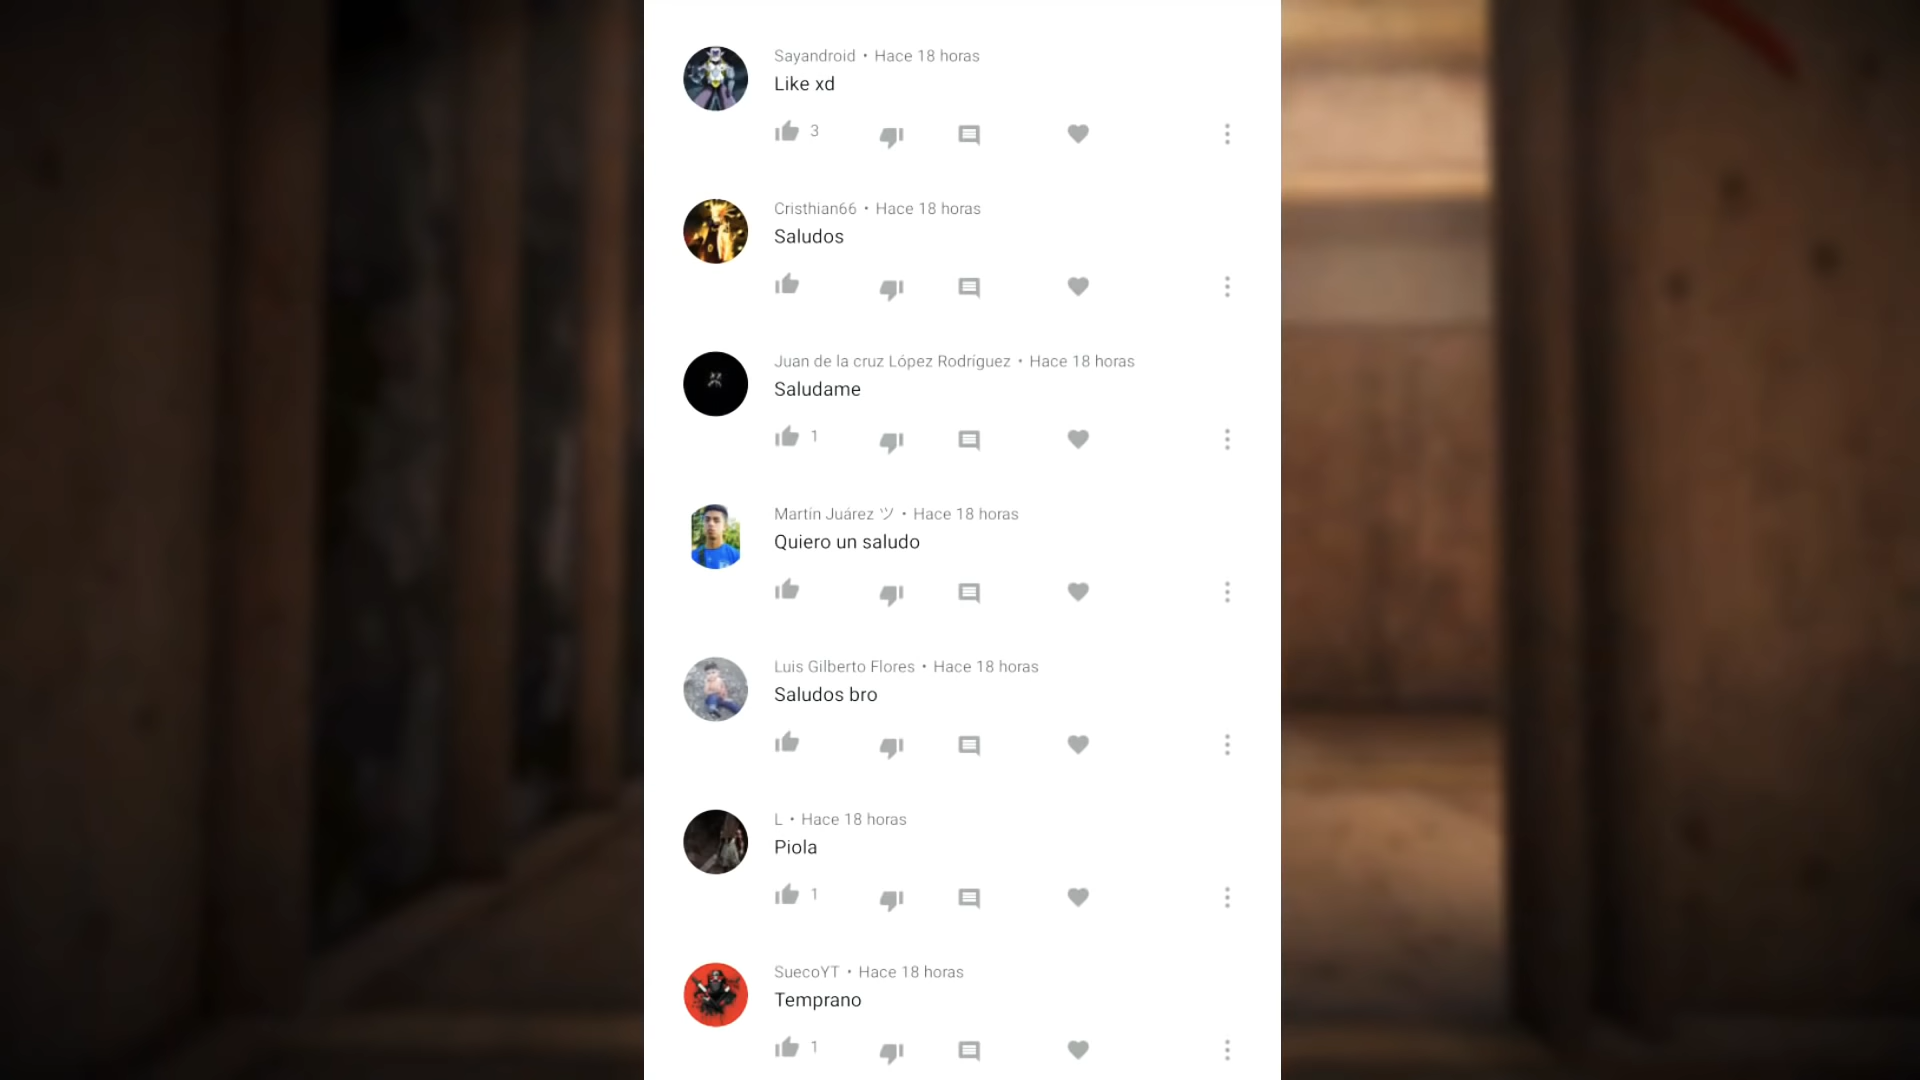 Sayandroid • Hace 18 horas
Like xd
3
Cristhian66 • Hace 18 horas
Saludos
Juan de la cruz López Rodríguez • Hace 18 horas
Saludame
1
Martín Juárez ツ • Hace 18 horas
Quiero un saludo
Luis Gilberto Flores • Hace 18 horas
Saludos bro
L • Hace 18 horas
Piola
1
SuecoYT • Hace 18 horas
Temprano
1